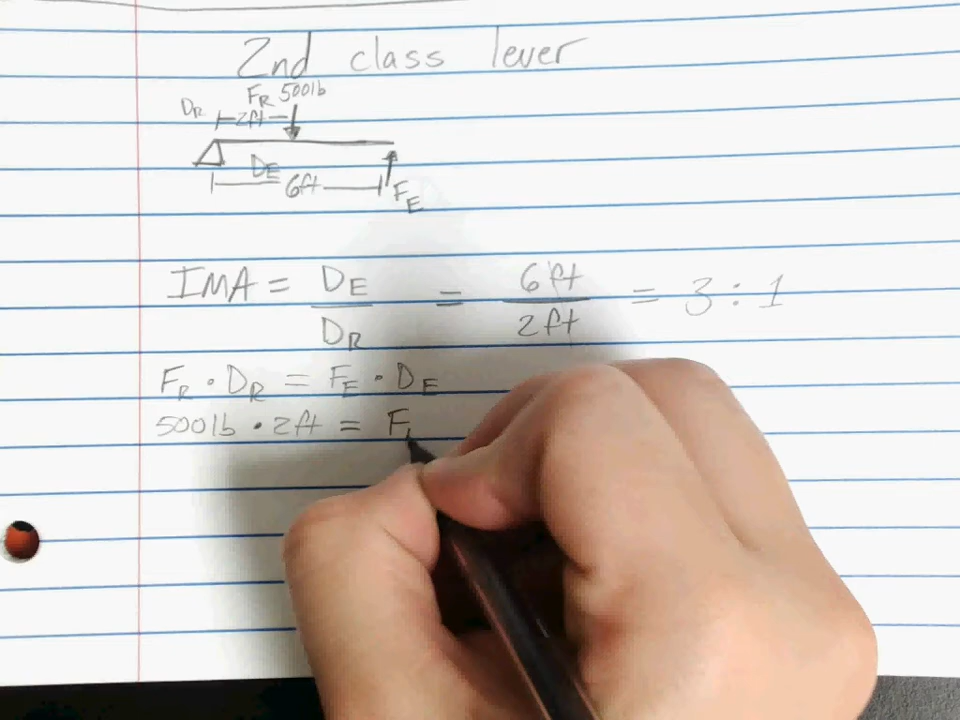 2nd class lever
FR 500lb
DR 2ft
DE
6ft
FE
IMA = DE/DR = 6ft/2ft = 3 : 1
FR · DR = FE · DE
500lb · 2ft = F